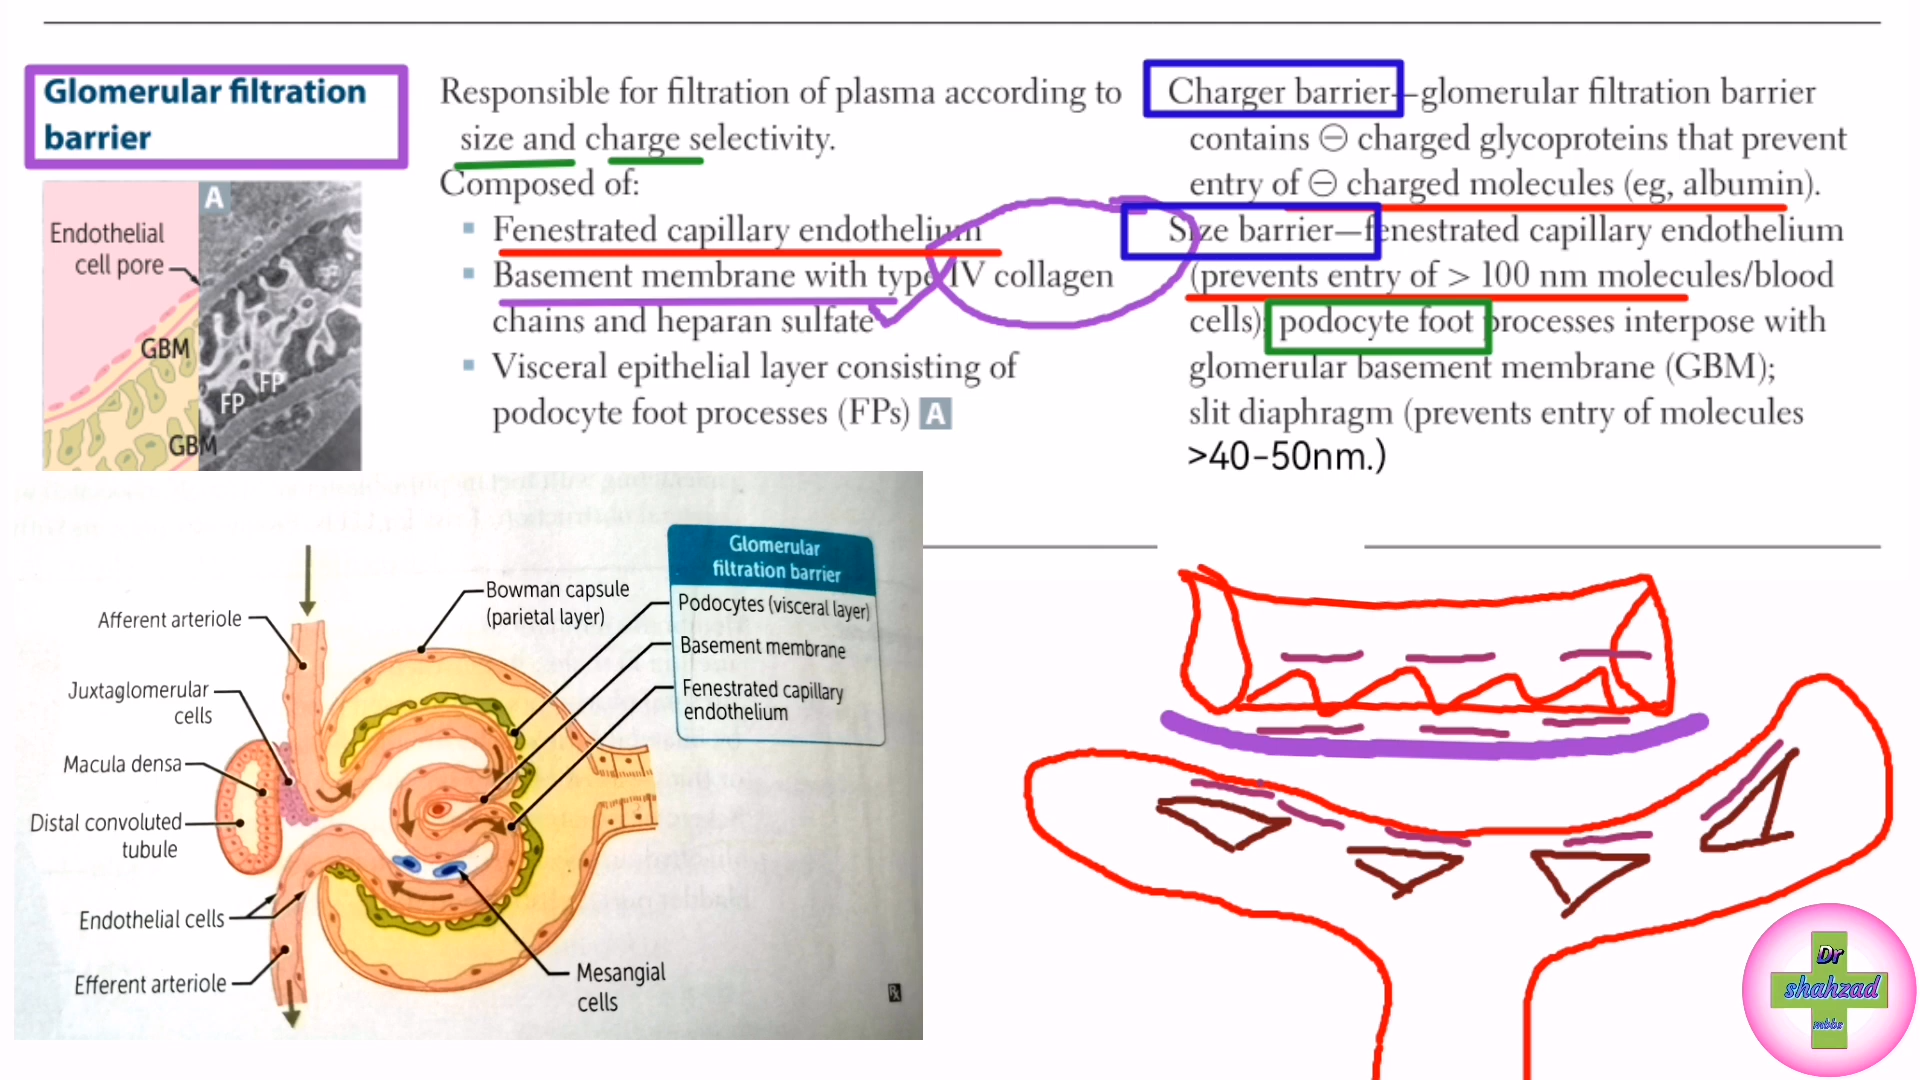 Glomerular filtration
barrier
Responsible for filtration of plasma according to
size and charge selectivity.
Composed of:
Fenestrated capillary endothelium
Basement membrane with type IV collagen
chains and heparan sulfate
Visceral epithelial layer consisting of
podocyte foot processes (FPs) A
Charger barrier—glomerular filtration barrier
contains ⊖ charged glycoproteins that prevent
entry of ⊖ charged molecules (eg, albumin).
Size barrier—fenestrated capillary endothelium
(prevents entry of > 100 nm molecules/blood
cells); podocyte foot processes interpose with
glomerular basement membrane (GBM);
slit diaphragm (prevents entry of molecules
>40-50nm.)
A
Endothelial
cell pore
GBM
FP
FP
GBM
Glomerular
filtration barrier
Podocytes (visceral layer)
Basement membrane
Fenestrated capillary
endothelium
Bowman capsule
(parietal layer)
Afferent arteriole
Juxtaglomerular
cells
Macula densa
Distal convoluted
tubule
Endothelial cells
Efferent arteriole
Mesangial
cells
Dr
shahzad
mbbs